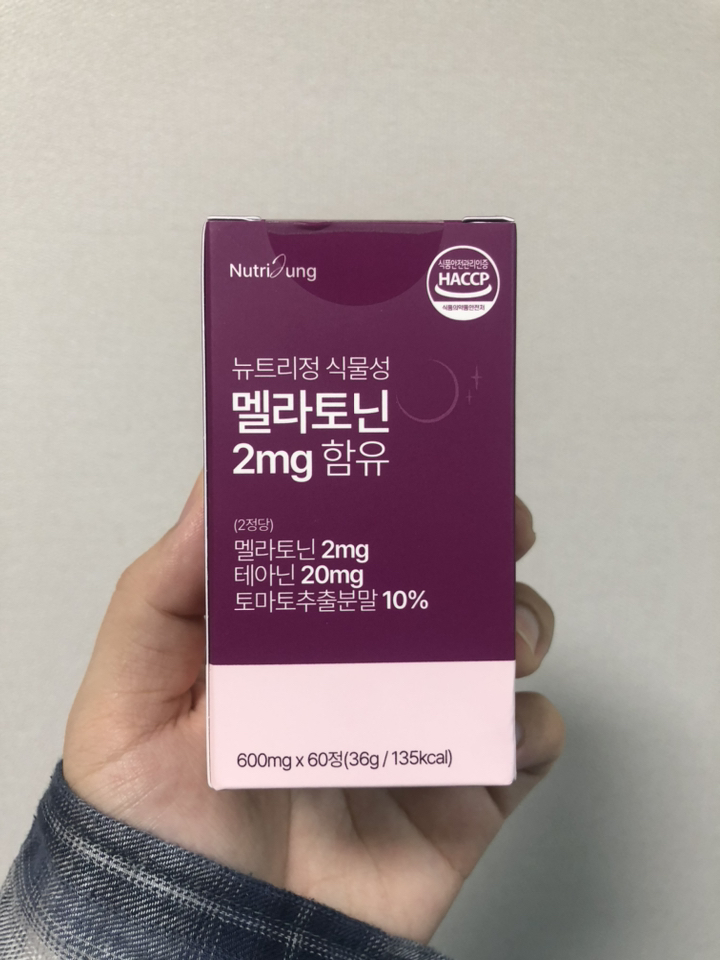 NutriJung
식품안전관리인증
HACCP
식품의약품안전처
뉴트리정 식물성
멜라토닌
2mg 함유
(2정당)
멜라토닌 2mg
테아닌 20mg
토마토추출분말 10%
600mg x 60정(36g / 135kcal)